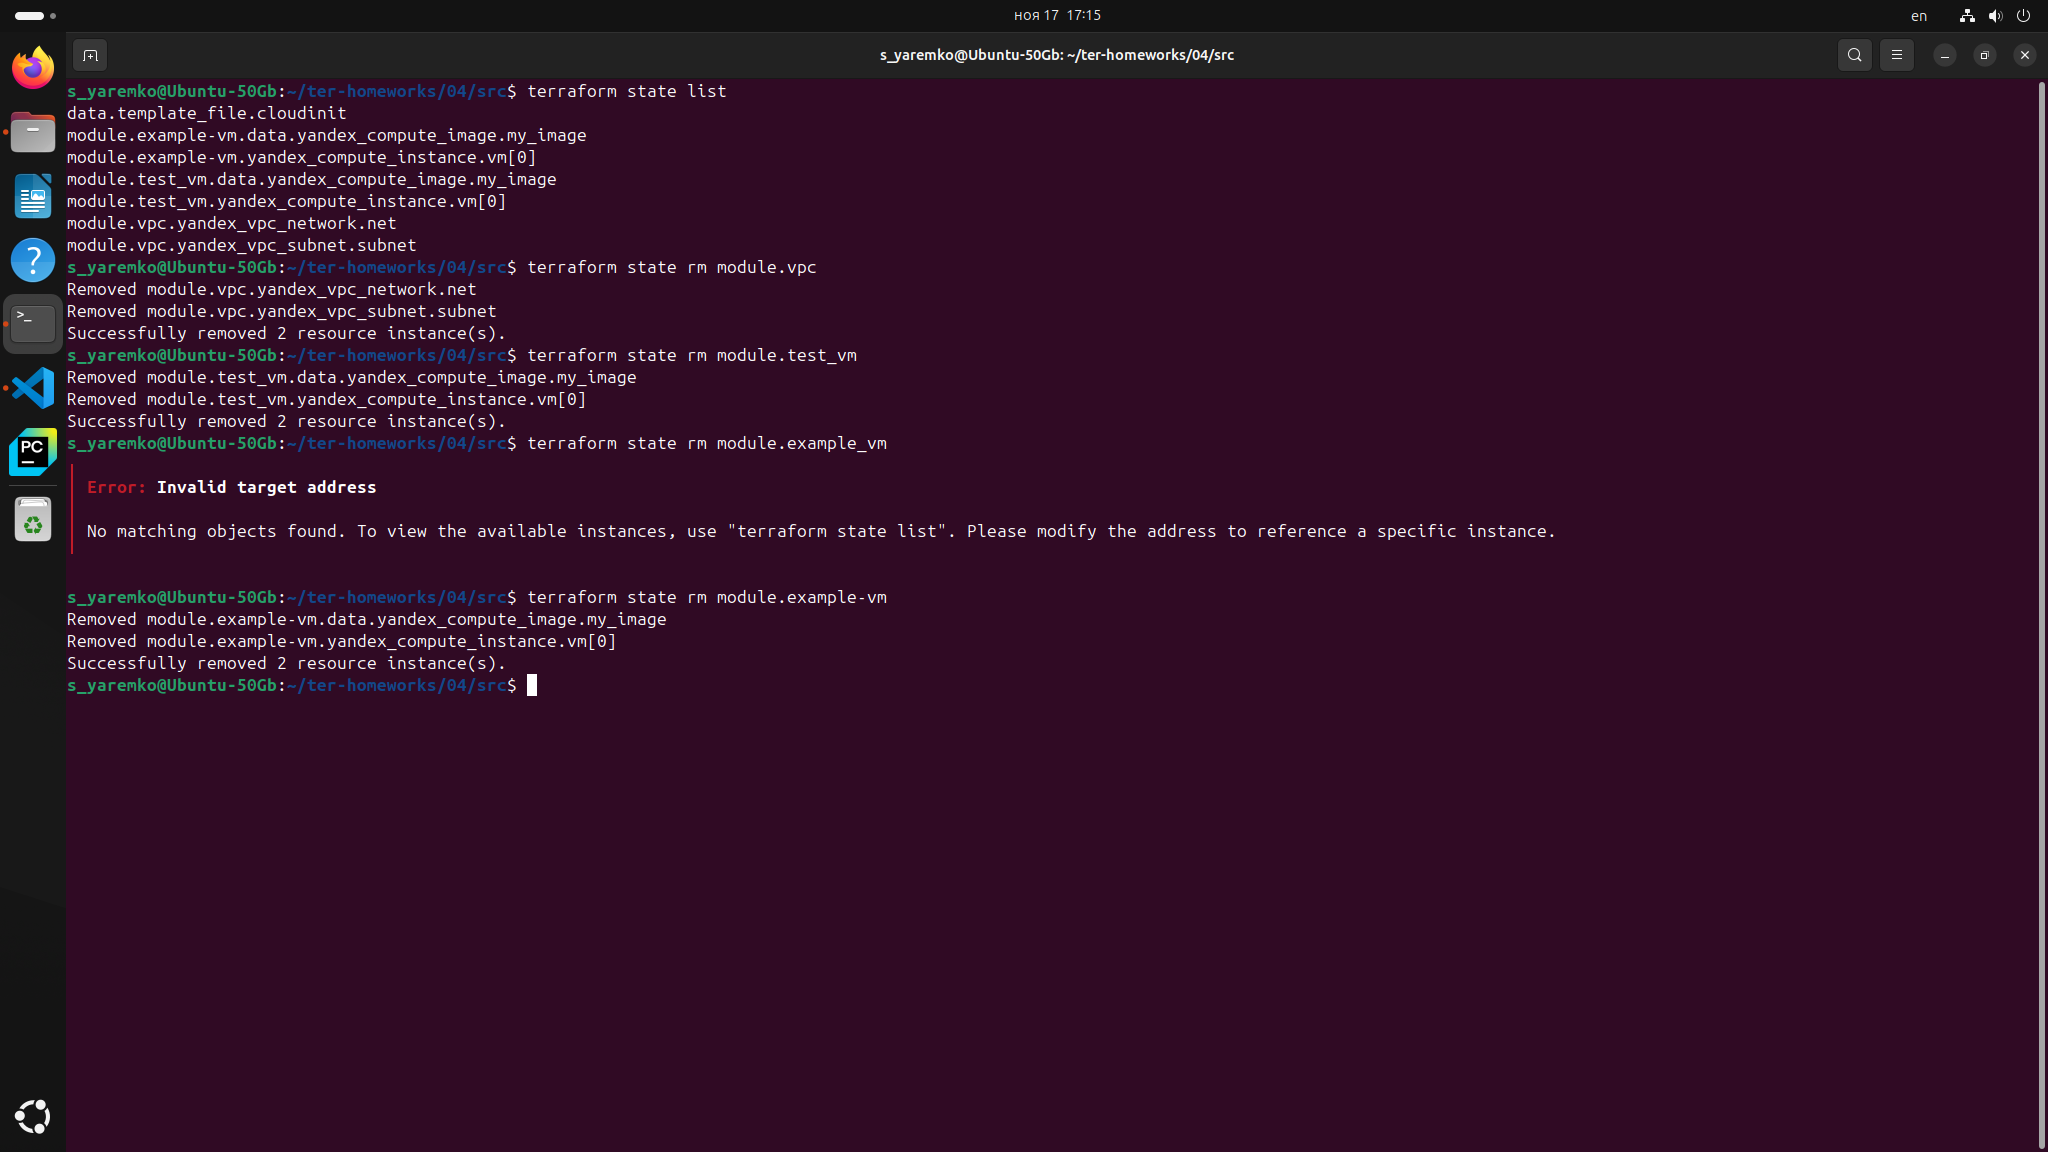 ноя 17 17:15
en
s_yaremko@Ubuntu-50Gb: ~/ter-homeworks/04/src
s_yaremko@Ubuntu-50Gb:~/ter-homeworks/04/src$ terraform state list
data.template_file.cloudinit
module.example-vm.data.yandex_compute_image.my_image
module.example-vm.yandex_compute_instance.vm[0]
module.test_vm.data.yandex_compute_image.my_image
module.test_vm.yandex_compute_instance.vm[0]
module.vpc.yandex_vpc_network.net
module.vpc.yandex_vpc_subnet.subnet
s_yaremko@Ubuntu-50Gb:~/ter-homeworks/04/src$ terraform state rm module.vpc
Removed module.vpc.yandex_vpc_network.net
Removed module.vpc.yandex_vpc_subnet.subnet
Successfully removed 2 resource instance(s).
s_yaremko@Ubuntu-50Gb:~/ter-homeworks/04/src$ terraform state rm module.test_vm
Removed module.test_vm.data.yandex_compute_image.my_image
Removed module.test_vm.yandex_compute_instance.vm[0]
Successfully removed 2 resource instance(s).
s_yaremko@Ubuntu-50Gb:~/ter-homeworks/04/src$ terraform state rm module.example_vm
Error: Invalid target address
No matching objects found. To view the available instances, use "terraform state list". Please modify the address to reference a specific instance.
s_yaremko@Ubuntu-50Gb:~/ter-homeworks/04/src$ terraform state rm module.example-vm
Removed module.example-vm.data.yandex_compute_image.my_image
Removed module.example-vm.yandex_compute_instance.vm[0]
Successfully removed 2 resource instance(s).
s_yaremko@Ubuntu-50Gb:~/ter-homeworks/04/src$
PC